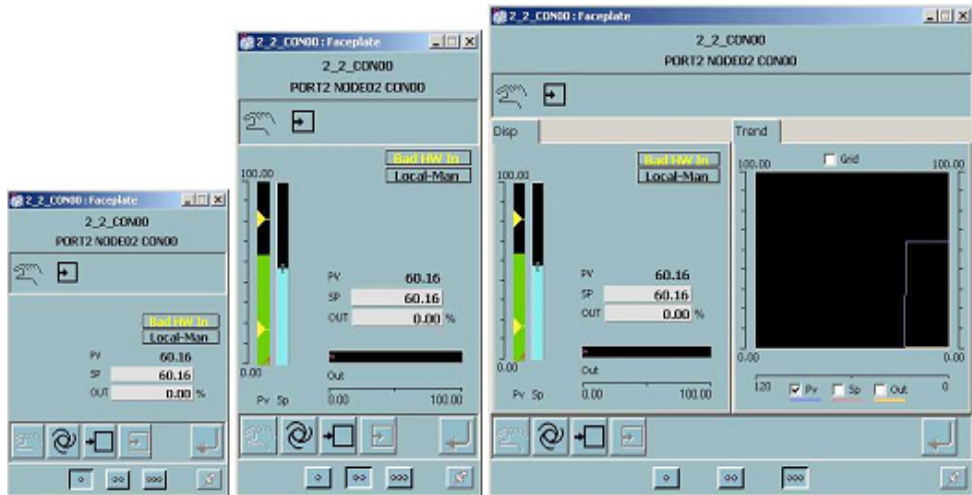 2_2_CON00 : Faceplate
2_2_CON00
PORT2 NODE02 CON00
Bad HW In
Local-Man
PV 60.16
SP 60.16
OUT 0.00 %
2_2_CON00 : Faceplate
2_2_CON00
PORT2 NODE02 CON00
Bad HW In
Local-Man
100.00
PV 60.16
SP 60.16
OUT 0.00 %
0.00
Out
Pv Sp 0.00 100.00
2_2_CON00 : Faceplate
2_2_CON00
PORT2 NODE02 CON00
Disp Trend
Bad HW In
Local-Man
100.00
Grid
100.00 100.00
PV 60.16
SP 60.16
OUT 0.00 %
0.00
Out
Pv Sp 0.00 100.00
0.00 0.00
120 Pv Sp Out 0